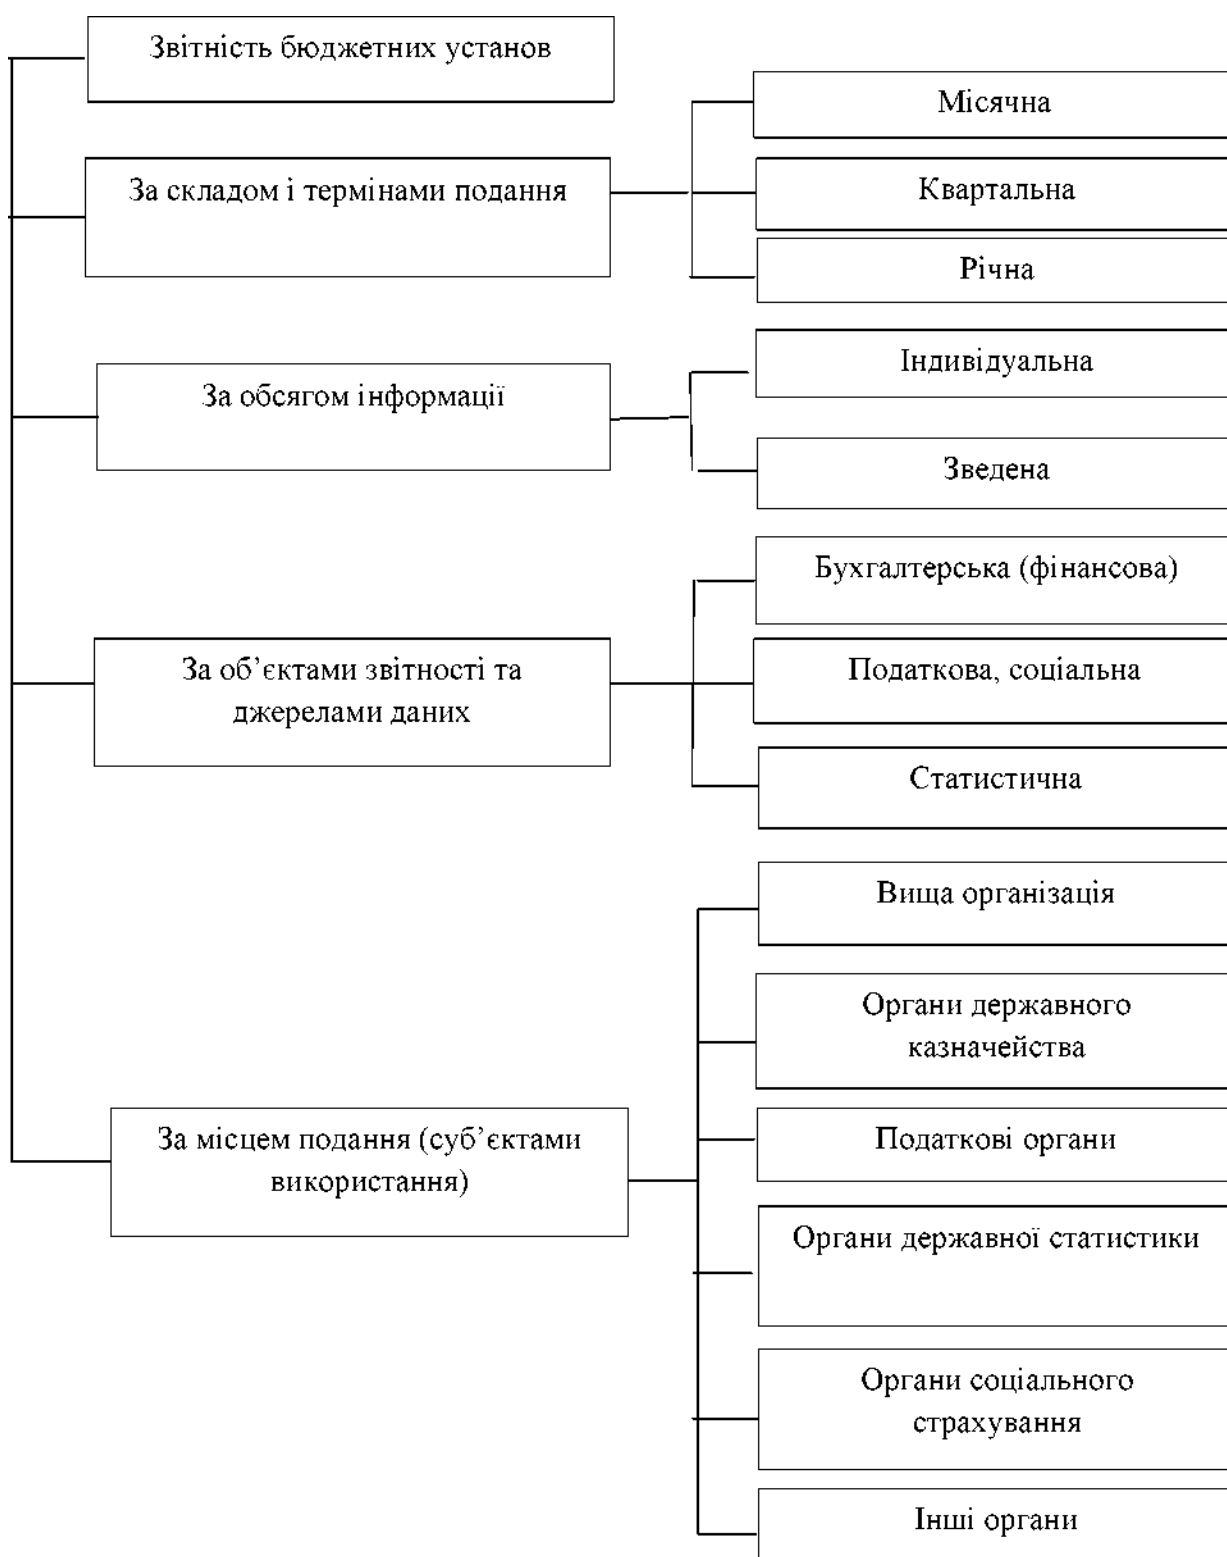 Звітність бюджетних установ
За складом і термінами подання
Місячна
Квартальна
Річна
За обсягом інформації
Індивідуальна
Зведена
За об’єктами звітності та
джерелами даних
Бухгалтерська (фінансова)
Податкова, соціальна
Статистична
За місцем подання (суб’єктами
використання)
Вища організація
Органи державного
казначейства
Податкові органи
Органи державної статистики
Органи соціального
страхування
Інші органи